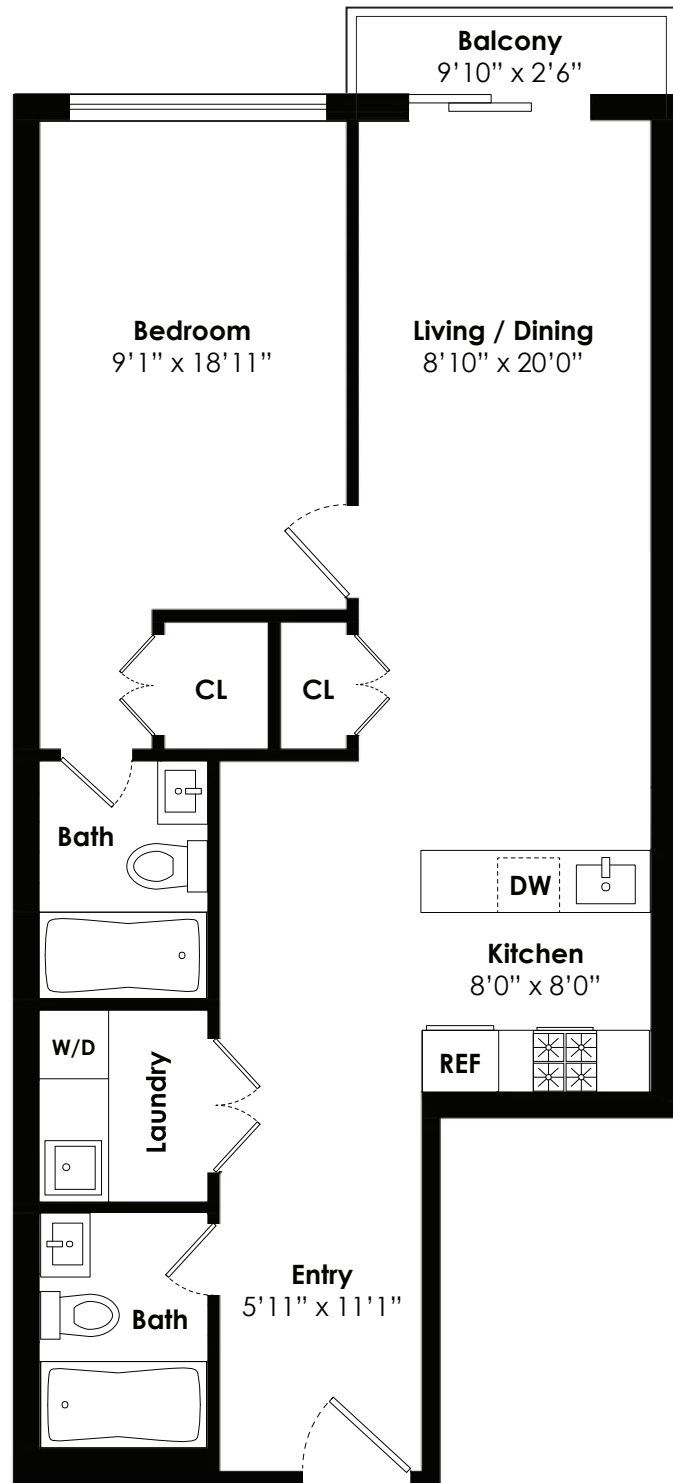 Balcony
9’10” x 2’6”
Bedroom
9’1” x 18’11”
Living / Dining
8’10” x 20’0”
CL
CL
Bath
DW
Kitchen
8’0” x 8’0”
W/D
Laundry
REF
Entry
5’11” x 11’1”
Bath